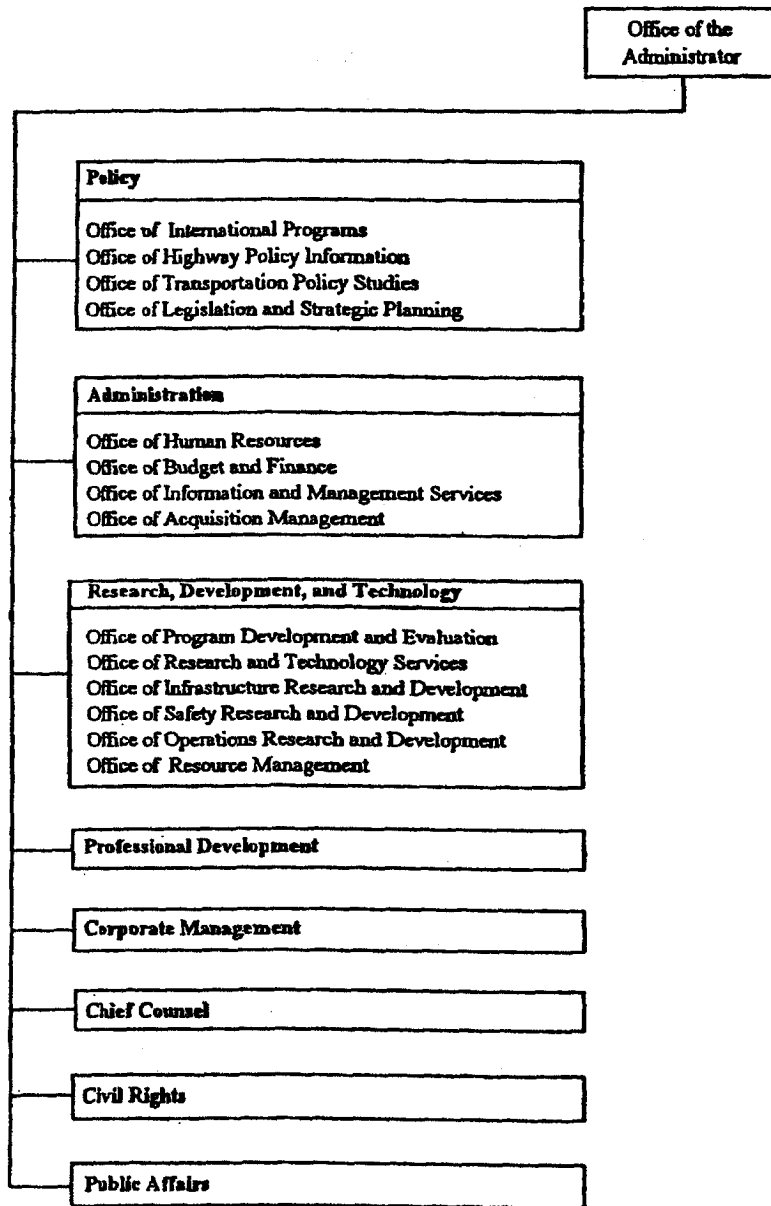 Office of the
Administrator
Policy
Office of International Programs
Office of Highway Policy Information
Office of Transportation Policy Studies
Office of Legislation and Strategic Planning
Administration
Office of Human Resources
Office of Budget and Finance
Office of Information and Management Services
Office of Acquisition Management
Research, Development, and Technology
Office of Program Development and Evaluation
Office of Research and Technology Services
Office of Infrastructure Research and Development
Office of Safety Research and Development
Office of Operations Research and Development
Office of Resource Management
Professional Development
Corporate Management
Chief Counsel
Civil Rights
Public Affairs